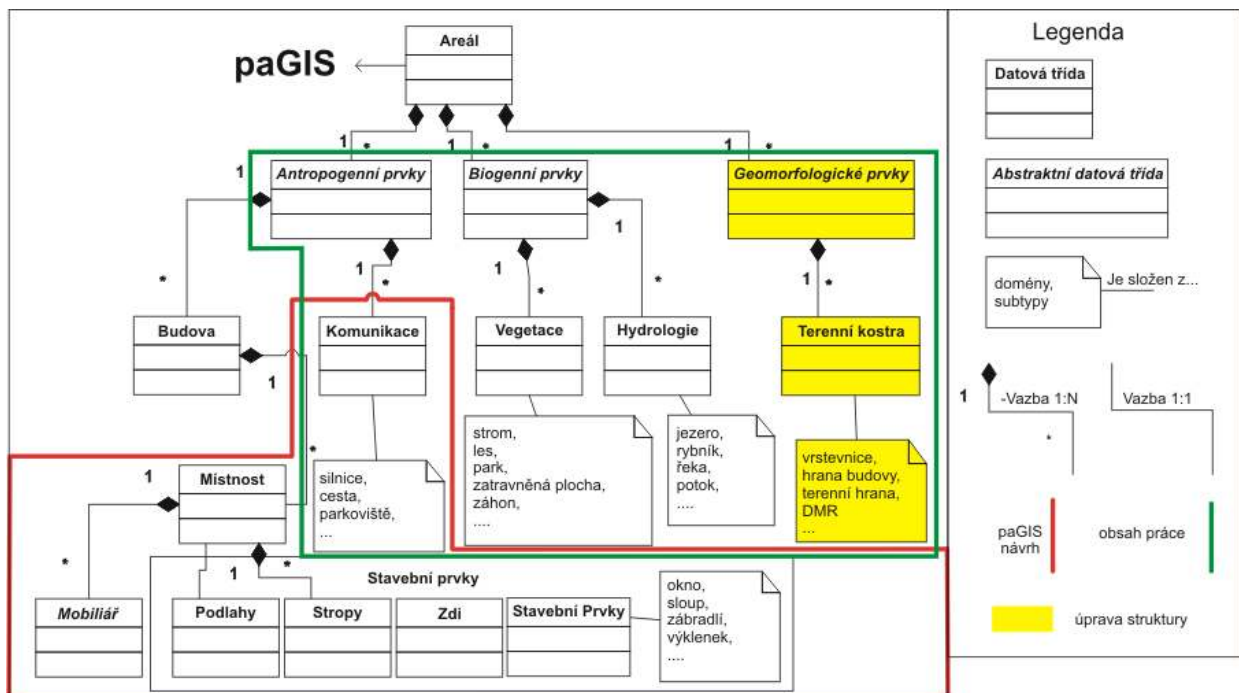 Areál
paGIS
1
*
1
*
1
*
Antropogenní prvky
Biogenní prvky
Geomorfologické prvky
1
1
1
*
1
*
*
1
*
*
Budova
Komunikace
Vegetace
Hydrologie
Terenní kostra
1
silnice,
cesta,
parkoviště,
...
strom,
les,
park,
zatravněná plocha,
záhon,
....
jezero,
rybník,
řeka,
potok,
....
vrstevnice,
hrana budovy,
terenní hrana,
DMR
...
*
1
Místnost
*
1
*
Stavební prvky
Mobiliář
Podlahy
Stropy
Zdi
Stavební Prvky
okno,
sloup,
zábradlí,
výklenek,
....
Legenda
Datová třída
Abstraktní datová třída
domény,
subtypy
Je složen z...
1
-Vazba 1:N
*
Vazba 1:1
paGIS
návrh
obsah práce
úprava struktury